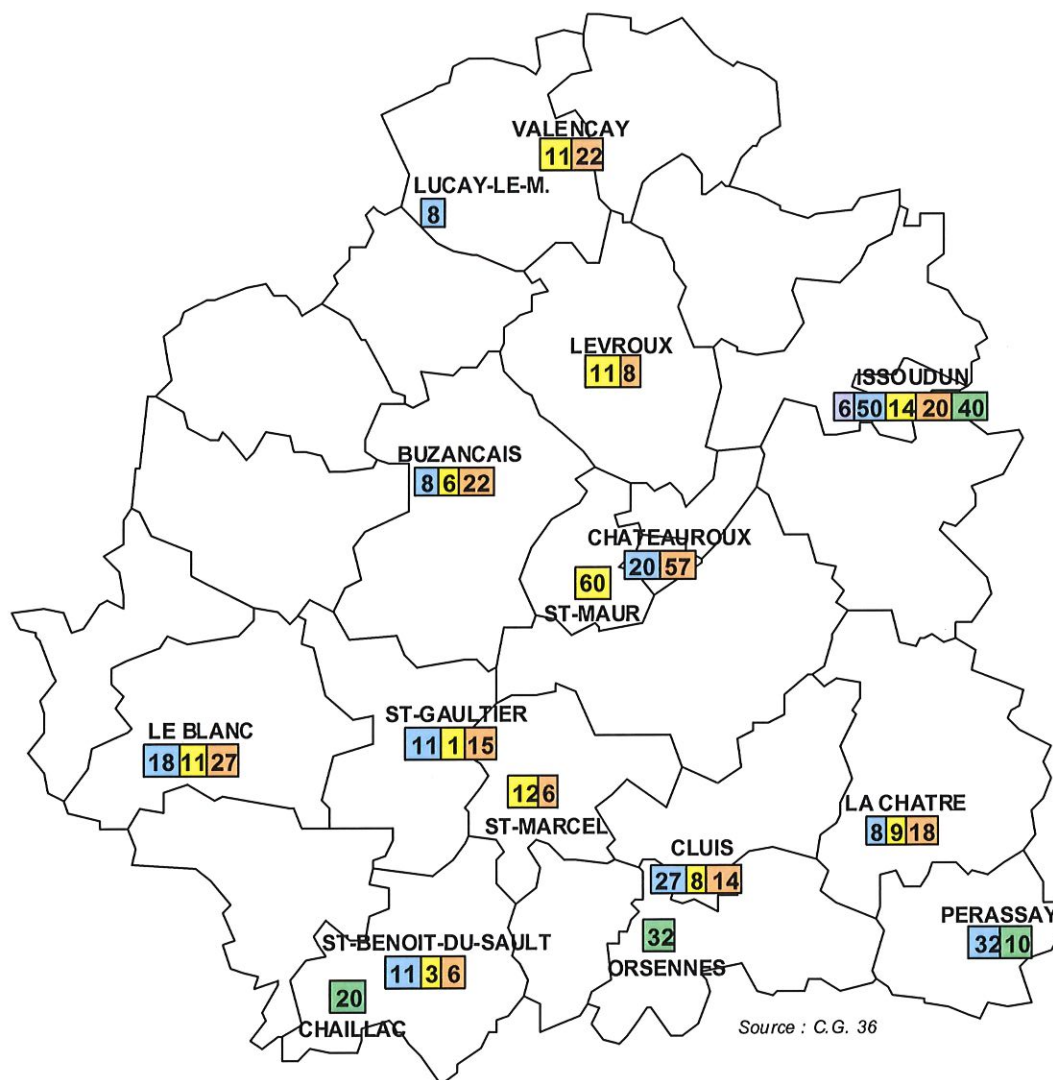 VALENCAY
11 22
LUCAY-LE-M.
8
LEVROUX
11 8
ISSOUDUN
6 50 14 20 40
BUZANCAIS
8 6 22
CHATEAUROUX
20 57
60
ST-MAUR
ST-GAULTIER
11 1 15
LE BLANC
18 11 27
12 6
ST-MARCEL
LA CHATRE
8 9 18
CLUIS
27 8 14
PERASSAY
32 10
32
ORSENNES
ST-BENOIT-DU-SAULT
11 3 6
20
CHAILLAC
Source : C.G. 36